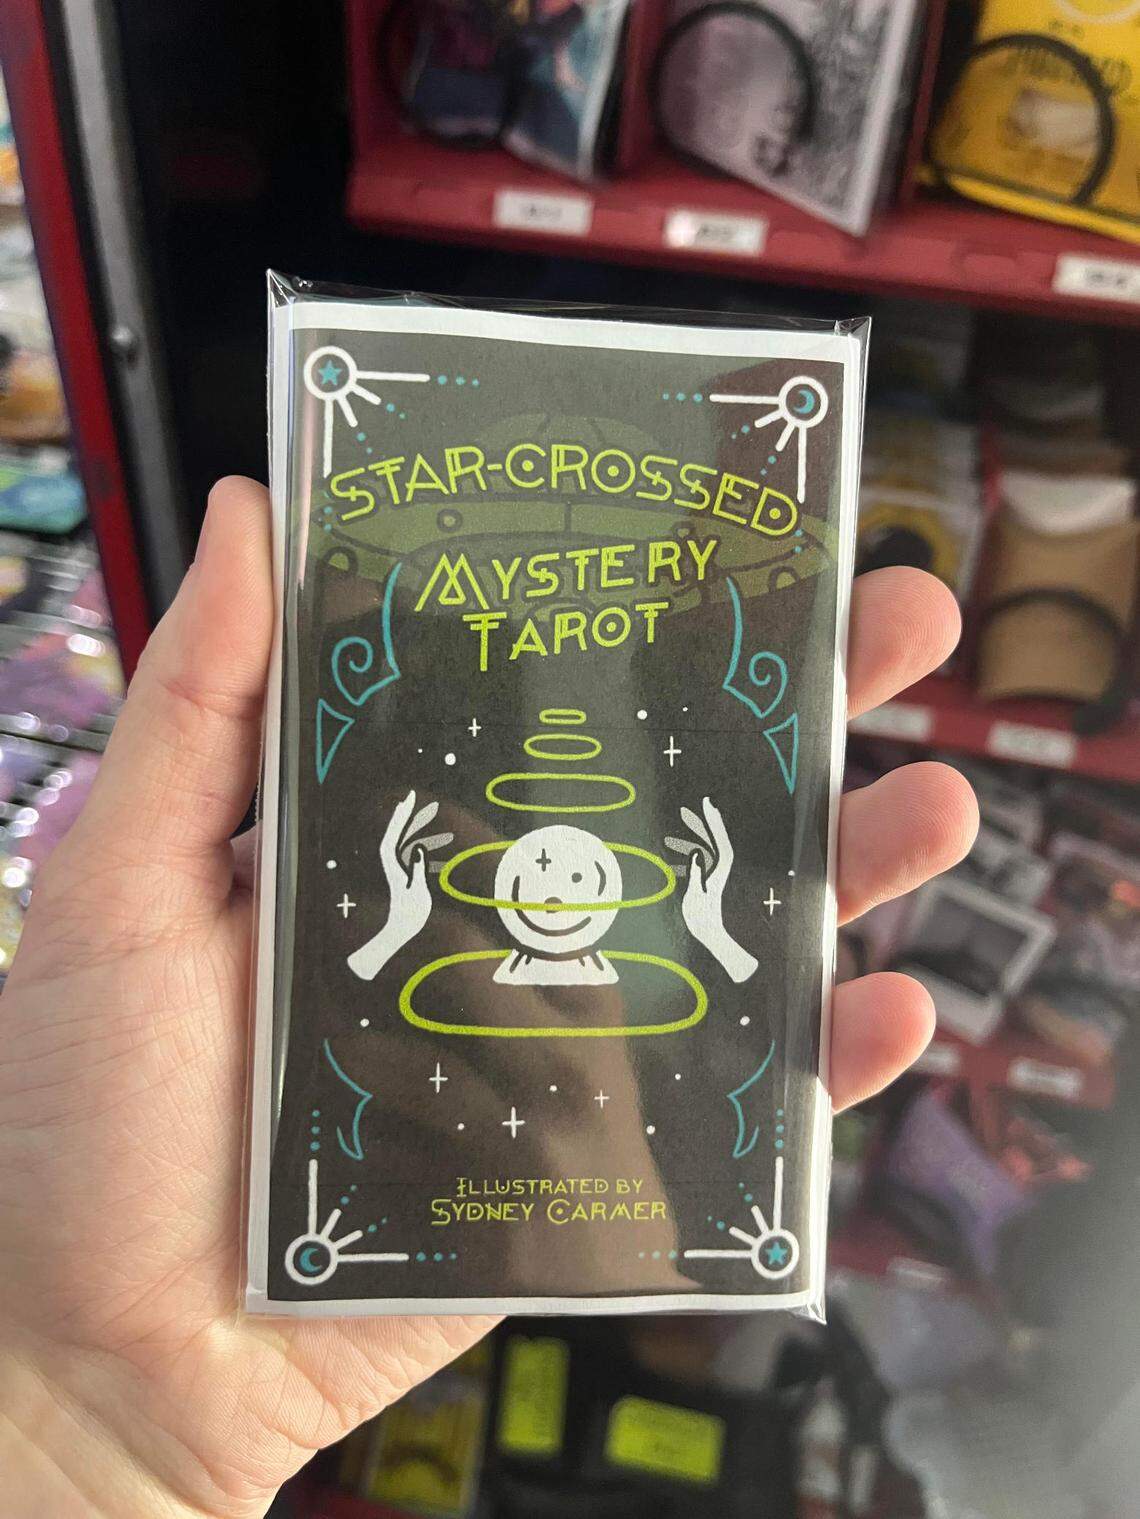 STAR-CROSSED
MYSTERY
TAROT
ILLUSTRATED BY
SYDNEY CARMER